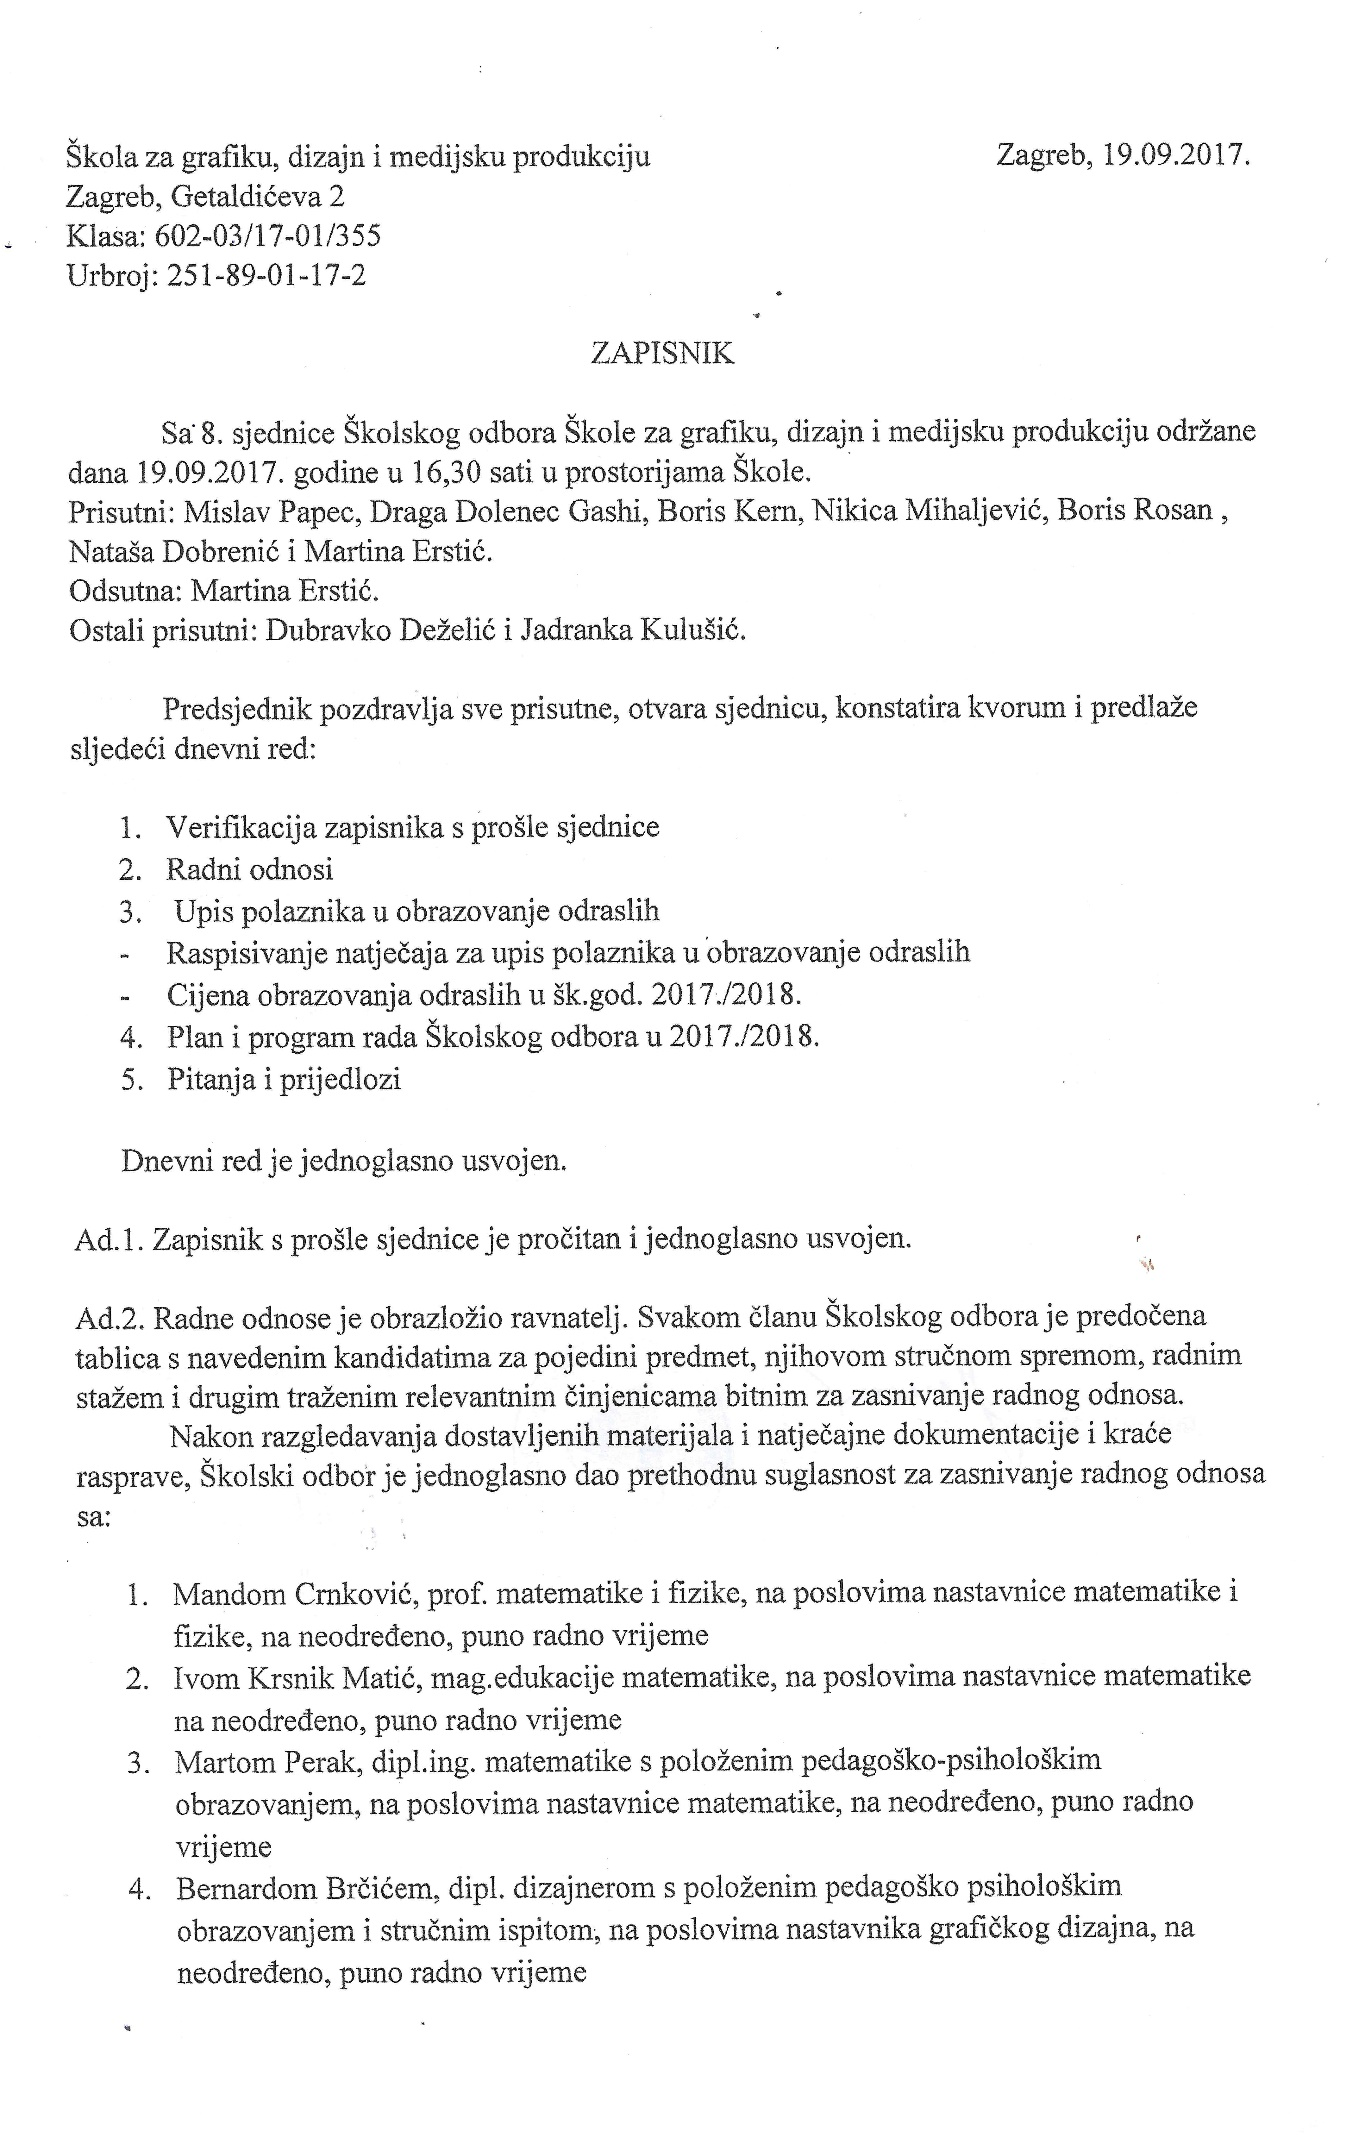 Škola za grafiku, dizajn i medijsku produkciju
Zagreb, 19.09.2017.
Zagreb, Getaldićeva 2
Klasa: 602-03/17-01/355
Urbroj: 251-89-01-17-2
ZAPISNIK
Sa 8. sjednice Školskog odbora Škole za grafiku, dizajn i medijsku produkciju održane
dana 19.09.2017. godine u 16,30 sati u prostorijama Škole.
Prisutni: Mislav Papec, Draga Dolenec Gashi, Boris Kern, Nikica Mihaljević, Boris Rosan ,
Nataša Dobrenić i Martina Erstić.
Odsutna: Martina Erstić.
Ostali prisutni: Dubravko Deželić i Jadranka Kulušić.
Predsjednik pozdravlja sve prisutne, otvara sjednicu, konstatira kvorum i predlaže
sljedeći dnevni red:
1. Verifikacija zapisnika s prošle sjednice
2. Radni odnosi
3. Upis polaznika u obrazovanje odraslih
- Raspisivanje natječaja za upis polaznika u obrazovanje odraslih
- Cijena obrazovanja odraslih u šk.god. 2017./2018.
4. Plan i program rada Školskog odbora u 2017./2018.
5. Pitanja i prijedlozi
Dnevni red je jednoglasno usvojen.
Ad.1. Zapisnik s prošle sjednice je pročitan i jednoglasno usvojen.
Ad.2. Radne odnose je obrazložio ravnatelj. Svakom članu Školskog odbora je predočena
tablica s navedenim kandidatima za pojedini predmet, njihovom stručnom spremom, radnim
stažem i drugim traženim relevantnim činjenicama bitnim za zasnivanje radnog odnosa.
Nakon razgledavanja dostavljenih materijala i natječajne dokumentacije i kraće
rasprave, Školski odbor je jednoglasno dao prethodnu suglasnost za zasnivanje radnog odnosa
sa:
1. Mandom Crnković, prof. matematike i fizike, na poslovima nastavnice matematike i
fizike, na neodređeno, puno radno vrijeme
2. Ivom Krsnik Matić, mag.edukacije matematike, na poslovima nastavnice matematike
na neodređeno, puno radno vrijeme
3. Martom Perak, dipl.ing. matematike s položenim pedagoško-psihološkim
obrazovanjem, na poslovima nastavnice matematike, na neodređeno, puno radno
vrijeme
4. Bernardom Brčićem, dipl. dizajnerom s položenim pedagoško psihološkim
obrazovanjem i stručnim ispitom, na poslovima nastavnika grafičkog dizajna, na
neodređeno, puno radno vrijeme